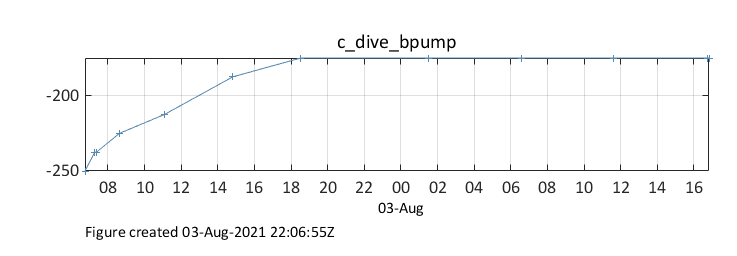 c_dive_bpump
-200
-250
08 10 12 14 16 18 20 22 00 02 04 06 08 10 12 14 16
03-Aug
Figure created 03-Aug-2021 22:06:55Z